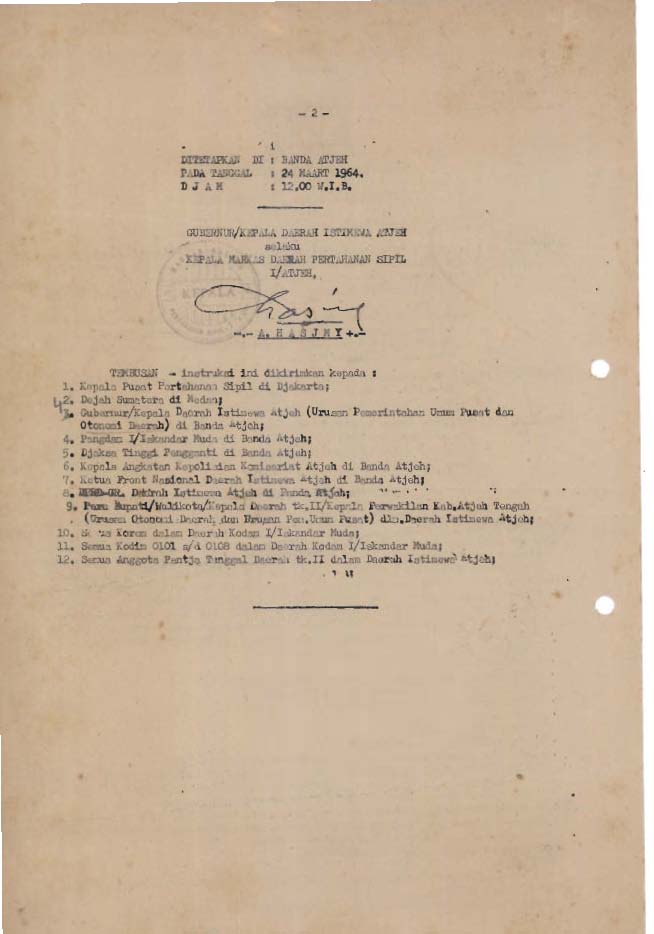 - 2 -
DITETAPKAN DI : BANDA ATJEH
PADA TANGGAL : 24 MAART 1964.
D J A M : 12.00 W.I.B.
GUBERNUR/KEPALA DAERAH ISTIMEWA ATJEH
selaku
KEPALA MARKAS DAERAH PERTAHANAN SIPIL
I/ATJEH,
KEPALA
-.- A. HASJMY +.-
TEMBUSAN - instruksi ini dikirimkan kepada :
1. Kepala Pusat Pertahanan Sipil di Djakarta;
2. Dejah Sumatera di Medan;
3. Gubernur/Kepala Daerah Istimewa Atjeh (Urusan Pemerintahan Umum Pusat dan
Otonomi Daerah) di Banda Atjeh;
4. Pangdam I/Iskandar Muda di Banda Atjeh;
5. Djaksa Tinggi Pengganti di Banda Atjeh;
6. Kepala Angkatan Kepolisian Komisariat Atjeh di Banda Atjeh;
7. Ketua Front Nasional Daerah Istimewa Atjeh di Banda Atjeh;
8. DPRD-GR. Daerah Istimewa Atjeh di Banda Atjeh;
9. Para Bupati/Walikota/Kepala Daerah tk.II/Kepala Perwakilan Kab.Atjeh Tengah
(Urusan Otonomi Daerah dan Urusan Pem.Umum Pusat) dlm.Daerah Istimewa Atjeh;
10. Korem dalam Daerah Kodam I/Iskandar Muda;
11. Semua Kodim 0101 s/d 0108 dalam Daerah Kodam I/Iskandar Muda;
12. Semua Anggota Pantja Tunggal Daerah tk.II dalam Daerah Istimewa Atjeh;